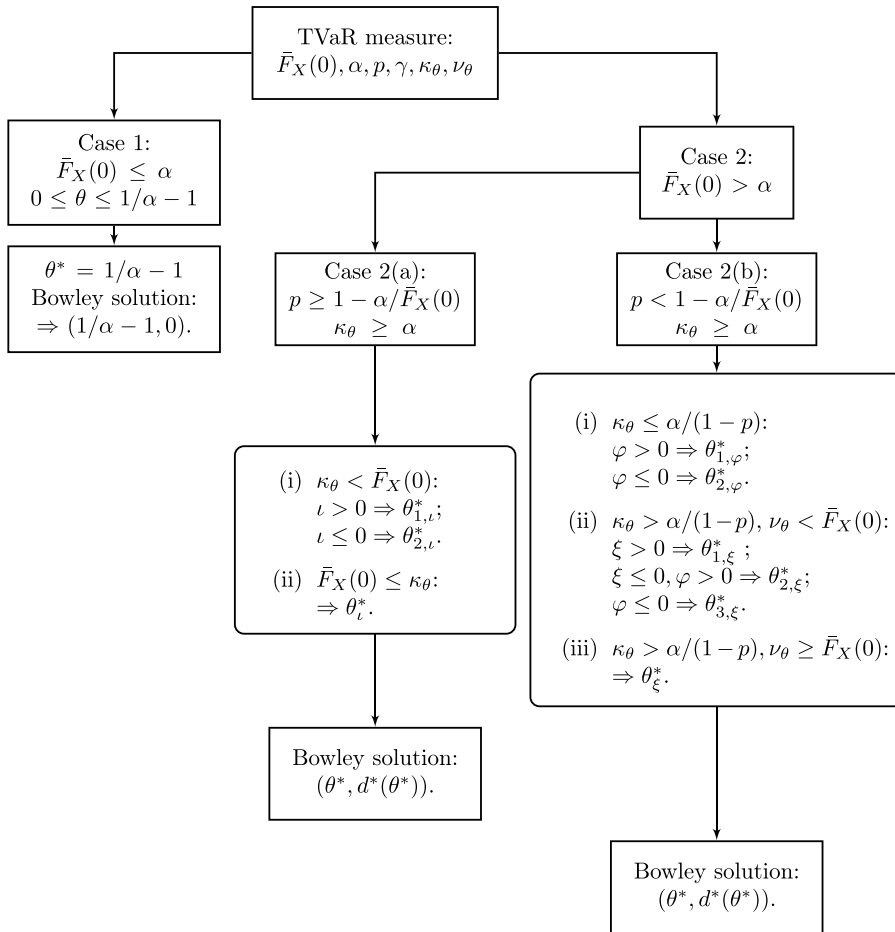 TVaR measure:
F̄_X(0), α, p, γ, κ_θ, ν_θ
Case 1:
F̄_X(0) ≤ α
0 ≤ θ ≤ 1/α − 1
θ* = 1/α − 1
Bowley solution:
⇒ (1/α − 1, 0).
Case 2:
F̄_X(0) > α
Case 2(a):
p ≥ 1 − α/F̄_X(0)
κ_θ ≥ α
(i) κ_θ < F̄_X(0):
ι > 0 ⇒ θ*_{1,ι};
ι ≤ 0 ⇒ θ*_{2,ι}.
(ii) F̄_X(0) ≤ κ_θ:
⇒ θ*_ι.
Bowley solution:
(θ*, d*(θ*)).
Case 2(b):
p < 1 − α/F̄_X(0)
κ_θ ≥ α
(i) κ_θ ≤ α/(1 − p):
φ > 0 ⇒ θ*_{1,φ};
φ ≤ 0 ⇒ θ*_{2,φ}.
(ii) κ_θ > α/(1−p), ν_θ < F̄_X(0):
ξ > 0 ⇒ θ*_{1,ξ} ;
ξ ≤ 0, φ > 0 ⇒ θ*_{2,ξ};
φ ≤ 0 ⇒ θ*_{3,ξ}.
(iii) κ_θ > α/(1−p), ν_θ ≥ F̄_X(0):
⇒ θ*_ξ.
Bowley solution:
(θ*, d*(θ*)).